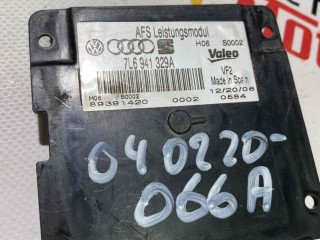 AFS Leistungsmodul
H06 S0002
7L6 941 329A
Valeo
VF2
Made in Spain
H06 S0002
12/20/06
89391420 0002 0584
040220-
066A